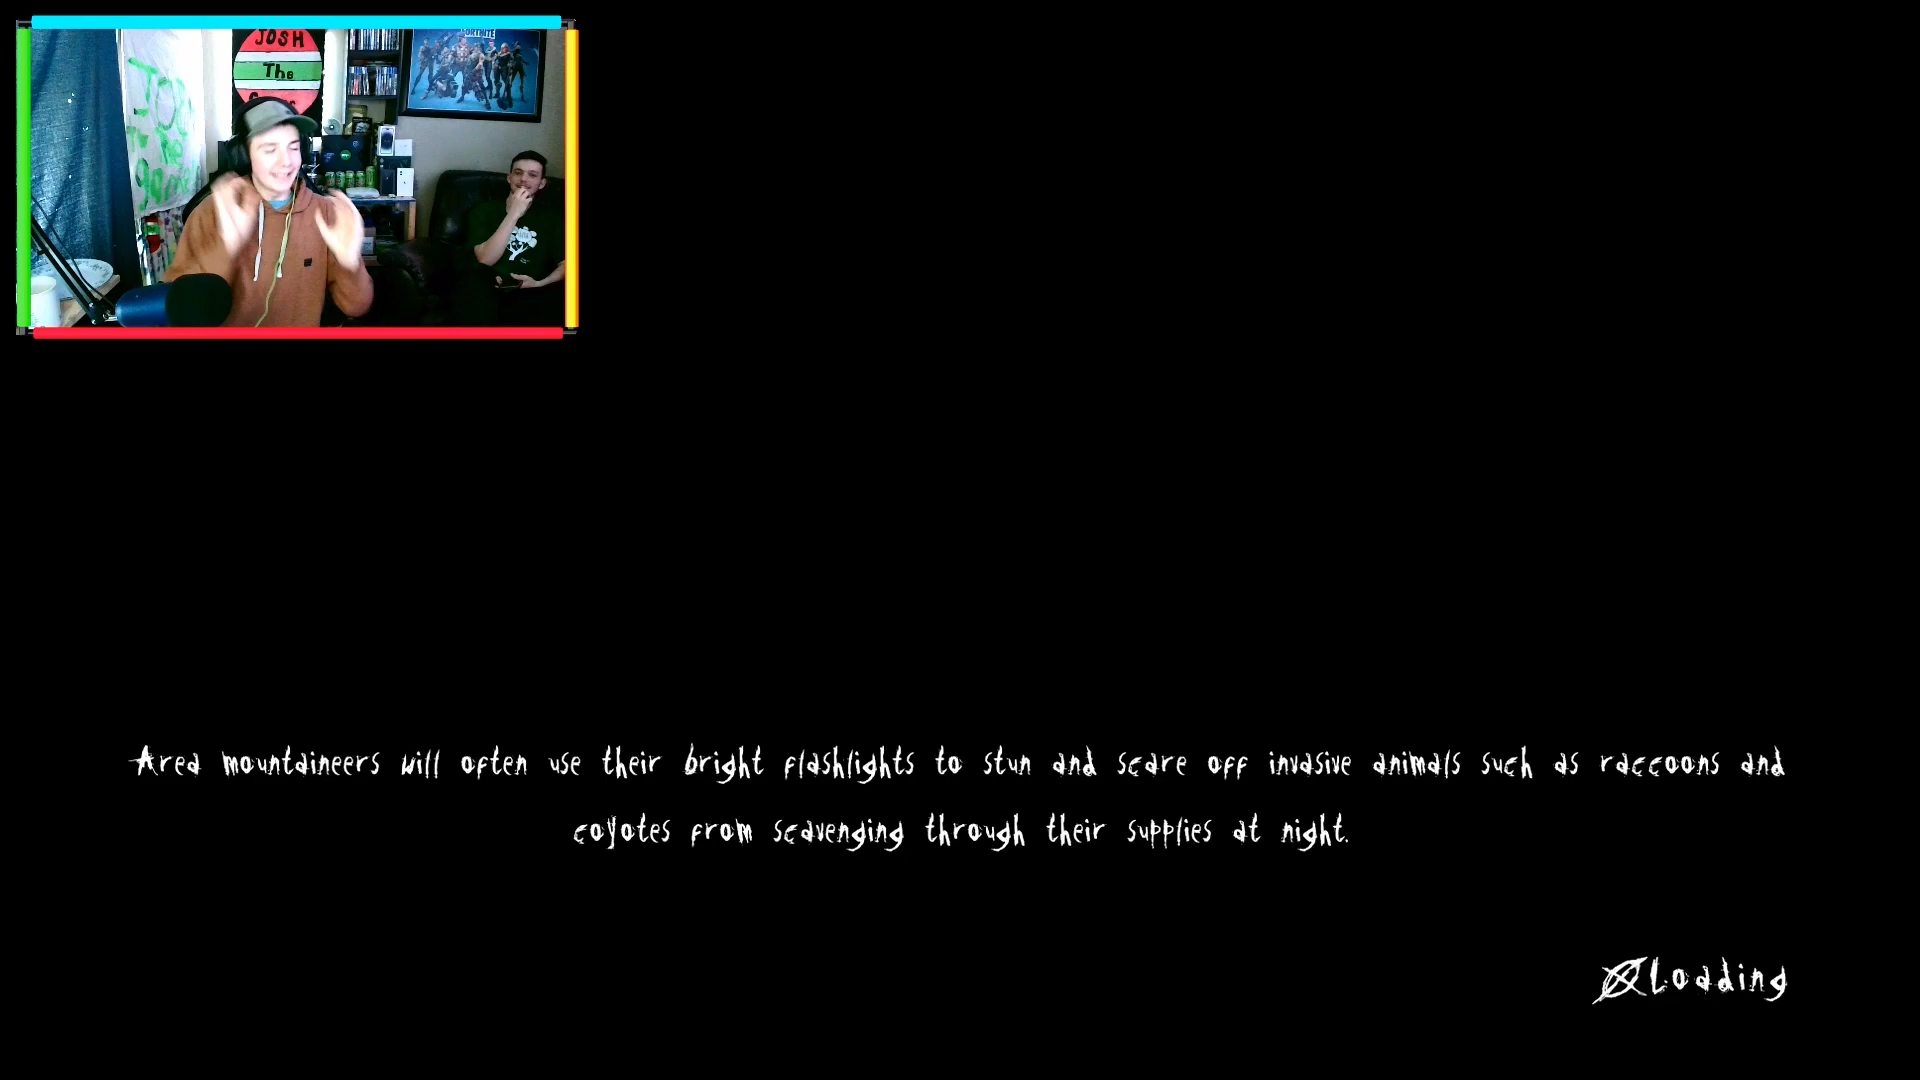 JOSH
The
FORTNITE
Area mountaineers will often use their bright flashlights to stun and scare off invasive animals such as raccoons and
coyotes from scavenging through their supplies at night.
Loading